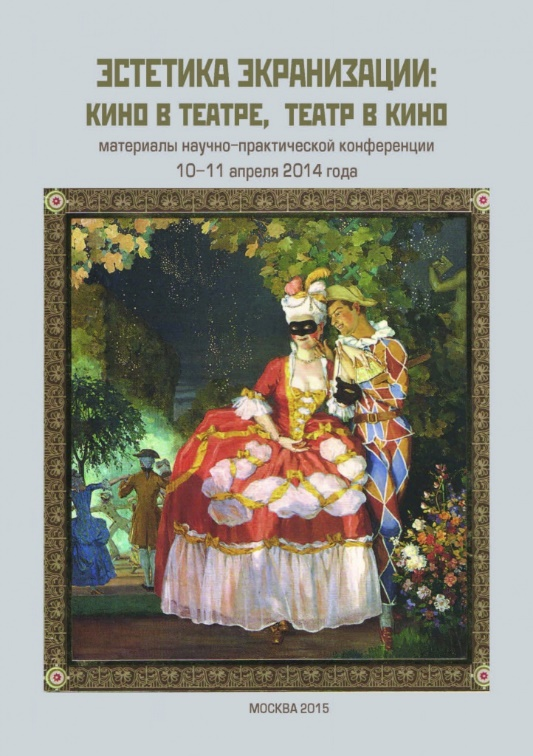 ЭСТЕТИКА ЭКРАНИЗАЦИИ:
КИНО В ТЕАТРЕ, ТЕАТР В КИНО
материалы научно-практической конференции
10–11 апреля 2014 года
МОСКВА 2015